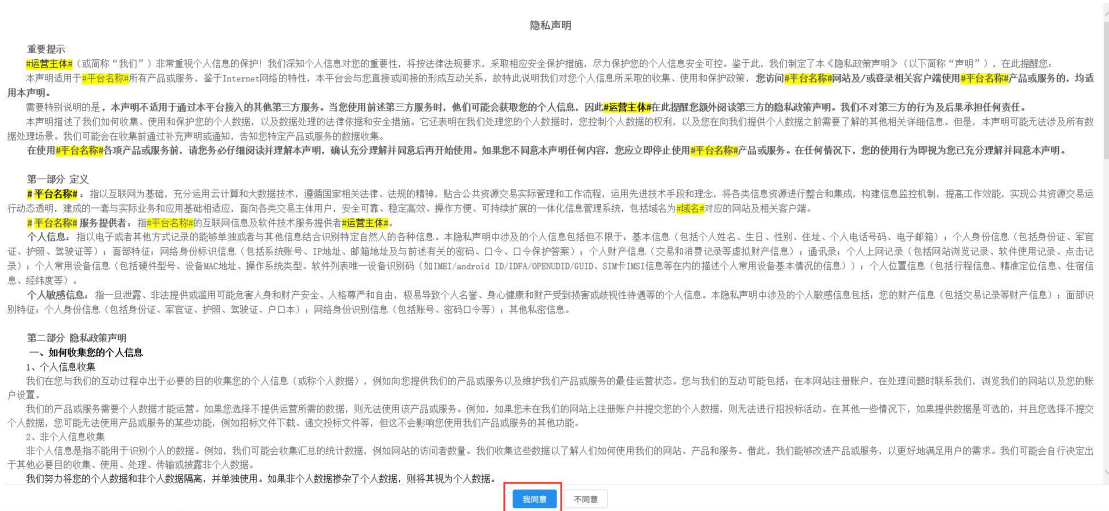 隐私声明
重要提示
#运营主体#（或简称“我们”）非常重视个人信息的保护！我们深知个人信息对您的重要性，将按法律法规要求，采取相应安全保护措施，尽力保护您的个人信息安全可控。鉴于此，我们制定了本《隐私政策声明》（以下简称“声明”），在此提醒您：
本声明适用于#平台名称#所有产品或服务，鉴于Internet网络的特性，本平台会与您直接或间接的形成互动关系，故特此说明我们对您个人信息所采取的收集、使用和保护政策，您访问#平台名称#网站及/或登录相关客户端使用#平台名称#产品或服务的，均适
用本声明。
需要特别说明的是，本声明不适用于通过本平台接入的其他第三方服务。当您使用前述第三方服务时，他们可能会获取您的个人信息，因此#运营主体#在此提醒您额外阅读第三方的隐私政策声明。我们不对第三方的行为及后果承担任何责任。
本声明描述了我们如何收集、使用和保护您的个人数据，以及数据处理的法律依据和安全措施。它还表明在我们处理您的个人数据时，您控制个人数据的权利，以及您在向我们提供个人数据之前需要了解的其他相关详细信息。但是，本声明可能无法涉及所有数
据处理场景。我们可能会在收集前通过补充声明或通知，告知您特定产品或服务的数据收集。
在使用#平台名称#各项产品或服务前，请您务必仔细阅读并理解本声明，确认充分理解并同意后再开始使用。如果您不同意本声明任何内容，您应立即停止使用#平台名称#产品或服务。在任何情况下，您的使用行为即视为您已充分理解并同意本声明。
第一部分 定义
#平台名称#：指以互联网为基础，充分运用云计算和大数据技术，遵循国家相关法律、法规的精神，贴合公共资源交易实际管理和工作流程，运用先进技术手段和理念，将各类信息资源进行整合和集成，构建信息监控机制，提高工作效能，实现公共资源交易运
行动态透明，建成的一套与实际业务和应用基础相适应，面向各类交易主体用户，安全可靠、稳定高效、操作方便、可持续扩展的一体化信息管理系统，包括域名为#域名#对应的网站及相关客户端。
#平台名称#服务提供者：指#平台名称#的互联网信息及软件技术服务提供者#运营主体#。
个人信息：指以电子或者其他方式记录的能够单独或者与其他信息结合识别特定自然人的各种信息。本隐私声明中涉及的个人信息包括但不限于：基本信息（包括个人姓名、生日、性别、住址、个人电话号码、电子邮箱）；个人身份信息（包括身份证、军官
证、护照、驾驶证等）；面部特征；网络身份标识信息（包括系统账号、IP地址、邮箱地址及与前述有关的密码、口令、口令保护答案）；个人财产信息（交易和消费记录等虚拟财产信息）；通讯录；个人上网记录（包括网站浏览记录、软件使用记录、点击记
录）；个人常用设备信息（包括硬件型号、设备MAC地址、操作系统类型、软件列表唯一设备识别码（如IMEI/android ID/IDFA/OPENUDID/GUID、SIM卡IMSI信息等在内的描述个人常用设备基本情况的信息））；个人位置信息（包括行程信息、精准定位信息、住宿信
息、经纬度等）。
个人敏感信息：指一旦泄露、非法提供或滥用可能危害人身和财产安全、人格尊严和自由，极易导致个人名誉、身心健康和财产受到损害或歧视性待遇等的个人信息。本隐私声明中涉及的个人敏感信息包括：您的财产信息（包括交易记录等财产信息）；面部识
别特征；个人身份信息（包括身份证、军官证、护照、驾驶证、户口本）；网络身份识别信息（包括账号、密码口令等）；其他私密信息。
第二部分 隐私政策声明
一、如何收集您的个人信息
1、个人信息收集
我们在您与我们的互动过程中出于必要的目的收集您的个人信息（或称个人数据），例如向您提供我们的产品或服务以及维护我们产品或服务的最佳运营状态。您与我们的互动可能包括，在本网站注册账户，在处理问题时联系我们，浏览我们的网站以及您的账
户设置。
我们的产品或服务需要个人数据才能运营。如果您选择不提供运营所需的数据，则无法使用该产品或服务。例如，如果您未在我们的网站上注册账户并提交您的个人数据，则无法进行招投标活动。在其他一些情况下，如果提供数据是可选的，并且您选择不提交
个人数据，您可能无法使用产品或服务的某些功能，例如招标文件下载、递交投标文件等，但这不会影响您使用我们产品或服务的其他功能。
2、非个人信息收集
非个人信息是指不能用于识别个人的数据。例如，我们可能会收集汇总的统计数据，例如网站的访问者数量。我们收集这些数据以了解人们如何使用我们的网站、产品和服务。借此，我们能够改进产品或服务，以更好地满足用户的需求。我们可能会自行决定出
于其他必要目的收集、使用、处理、传输或披露非个人数据。
我们努力将您的个人数据和非个人数据隔离，并单独使用。如果非个人数据掺杂了个人数据，则将其视为个人数据。
我同意 不同意